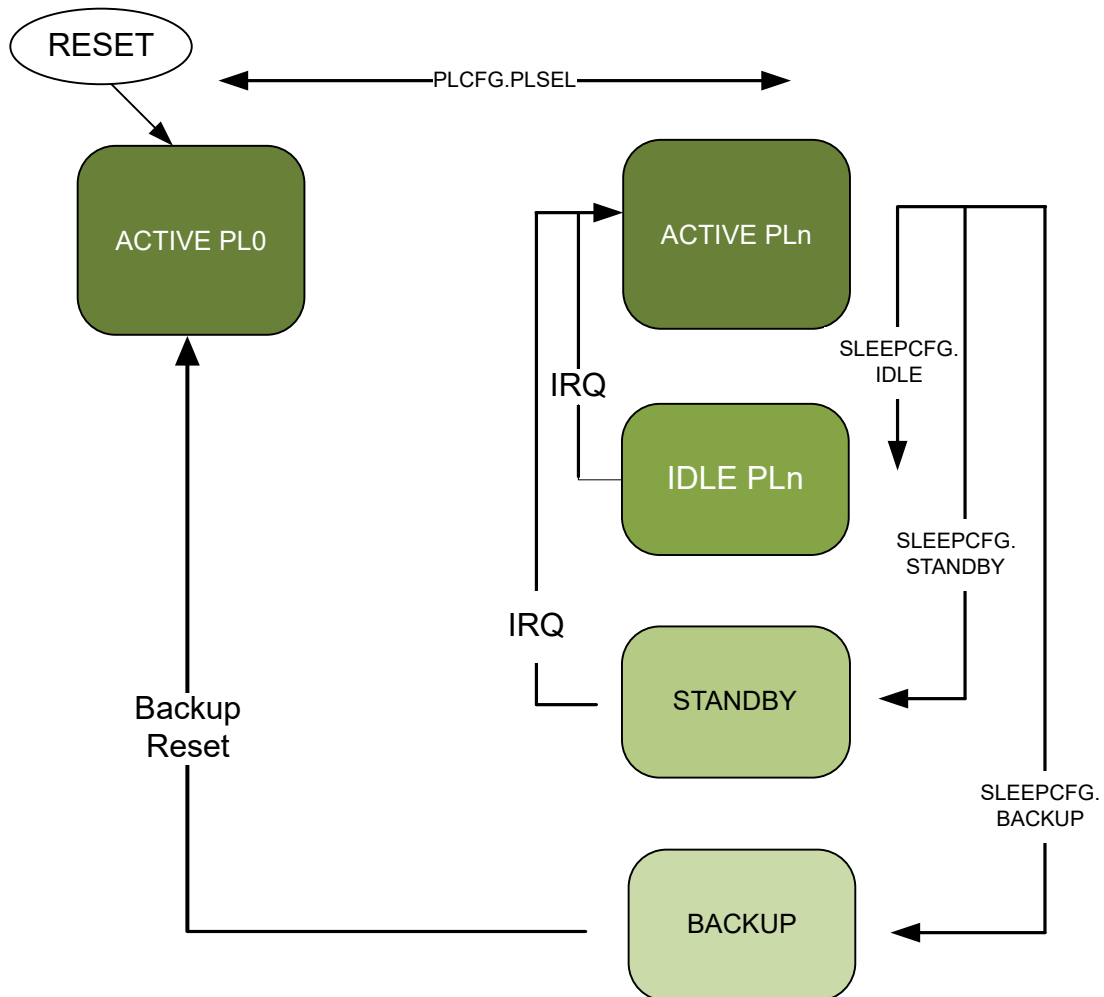 RESET
PLCFG.PLSEL
ACTIVE PL0
ACTIVE PLn
SLEEPCFG.
IDLE
IRQ
IDLE PLn
SLEEPCFG.
STANDBY
IRQ
STANDBY
Backup
Reset
SLEEPCFG.
BACKUP
BACKUP